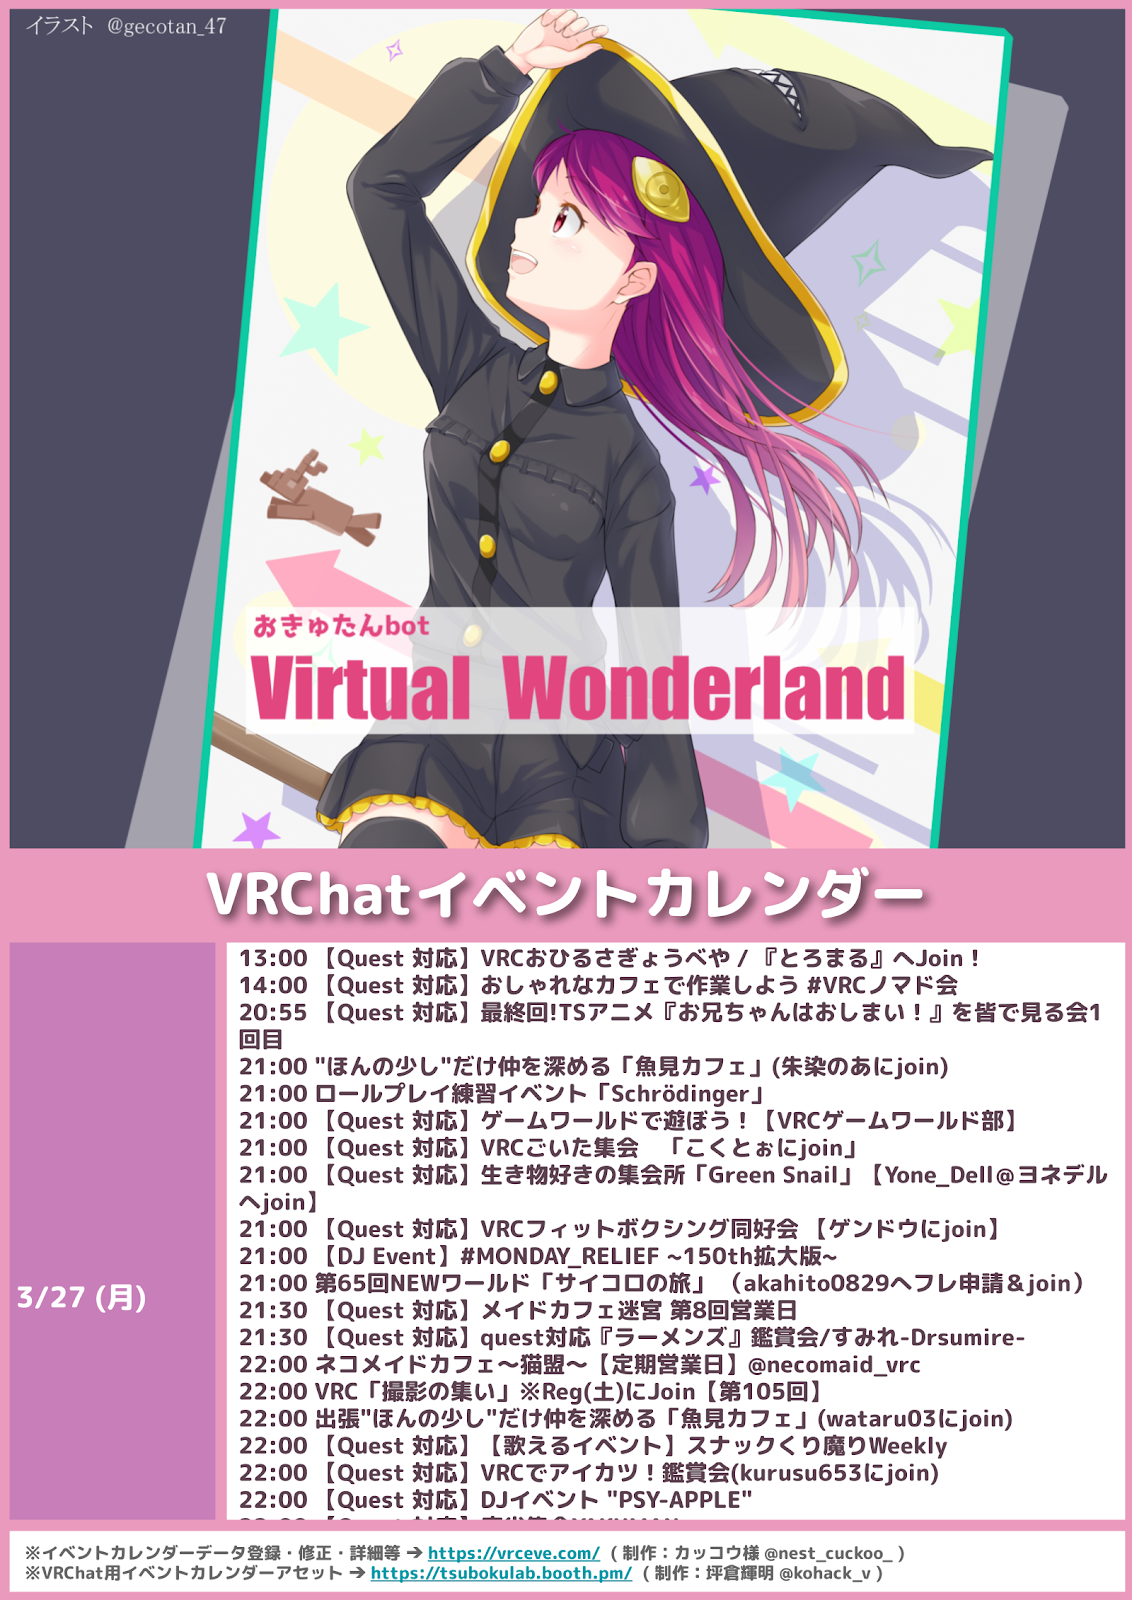 イラスト @gecotan_47
おきゅたんbot
Virtual Wonderland
VRChatイベントカレンダー
3/27 (月)
13:00 【Quest 対応】VRCおひるさぎょうべや / 『とろまる』へJoin！
14:00 【Quest 対応】おしゃれなカフェで作業しよう #VRCノマド会
20:55 【Quest 対応】最終回!TSアニメ『お兄ちゃんはおしまい！』を皆で見る会1
回目
21:00 "ほんの少し"だけ仲を深める「魚見カフェ」(朱染のあにjoin)
21:00 ロールプレイ練習イベント「Schrödinger」
21:00 【Quest 対応】ゲームワールドで遊ぼう！【VRCゲームワールド部】
21:00 【Quest 対応】VRCごいた集会　「こくとぉにjoin」
21:00 【Quest 対応】生き物好きの集会所「Green Snail」【Yone_Dell＠ヨネデル
へjoin】
21:00 【Quest 対応】VRCフィットボクシング同好会 【ゲンドウにjoin】
21:00 【DJ Event】#MONDAY_RELIEF ~150th拡大版~
21:00 第65回NEWワールド「サイコロの旅」 （akahito0829へフレ申請＆join）
21:30 【Quest 対応】メイドカフェ迷宮 第8回営業日
21:30 【Quest 対応】quest対応『ラーメンズ』鑑賞会/すみれ-Drsumire-
22:00 ネコメイドカフェ～猫盟～【定期営業日】@necomaid_vrc
22:00 VRC「撮影の集い」※Reg(土)にJoin【第105回】
22:00 出張"ほんの少し"だけ仲を深める「魚見カフェ」(wataru03にjoin)
22:00 【Quest 対応】【歌えるイベント】スナックくり魔りWeekly
22:00 【Quest 対応】VRCでアイカツ！鑑賞会(kurusu653にjoin)
22:00 【Quest 対応】DJイベント "PSY-APPLE"
※イベントカレンダーデータ登録・修正・詳細等 ➔ https://vrceve.com/ ( 制作：カッコウ様 @nest_cuckoo_ )
※VRChat用イベントカレンダーアセット ➔ https://tsubokulab.booth.pm/ ( 制作：坪倉輝明 @kohack_v )